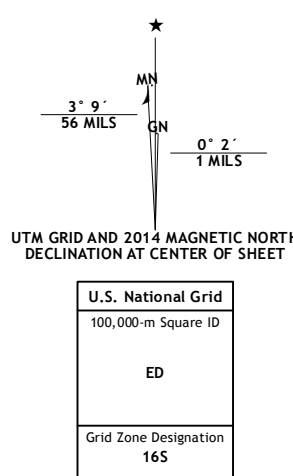 MN
3° 9´
56 MILS
GN
0° 2´
1 MILS
UTM GRID AND 2014 MAGNETIC NORTH
DECLINATION AT CENTER OF SHEET
U.S. National Grid
100,000-m Square ID
ED
Grid Zone Designation
16S